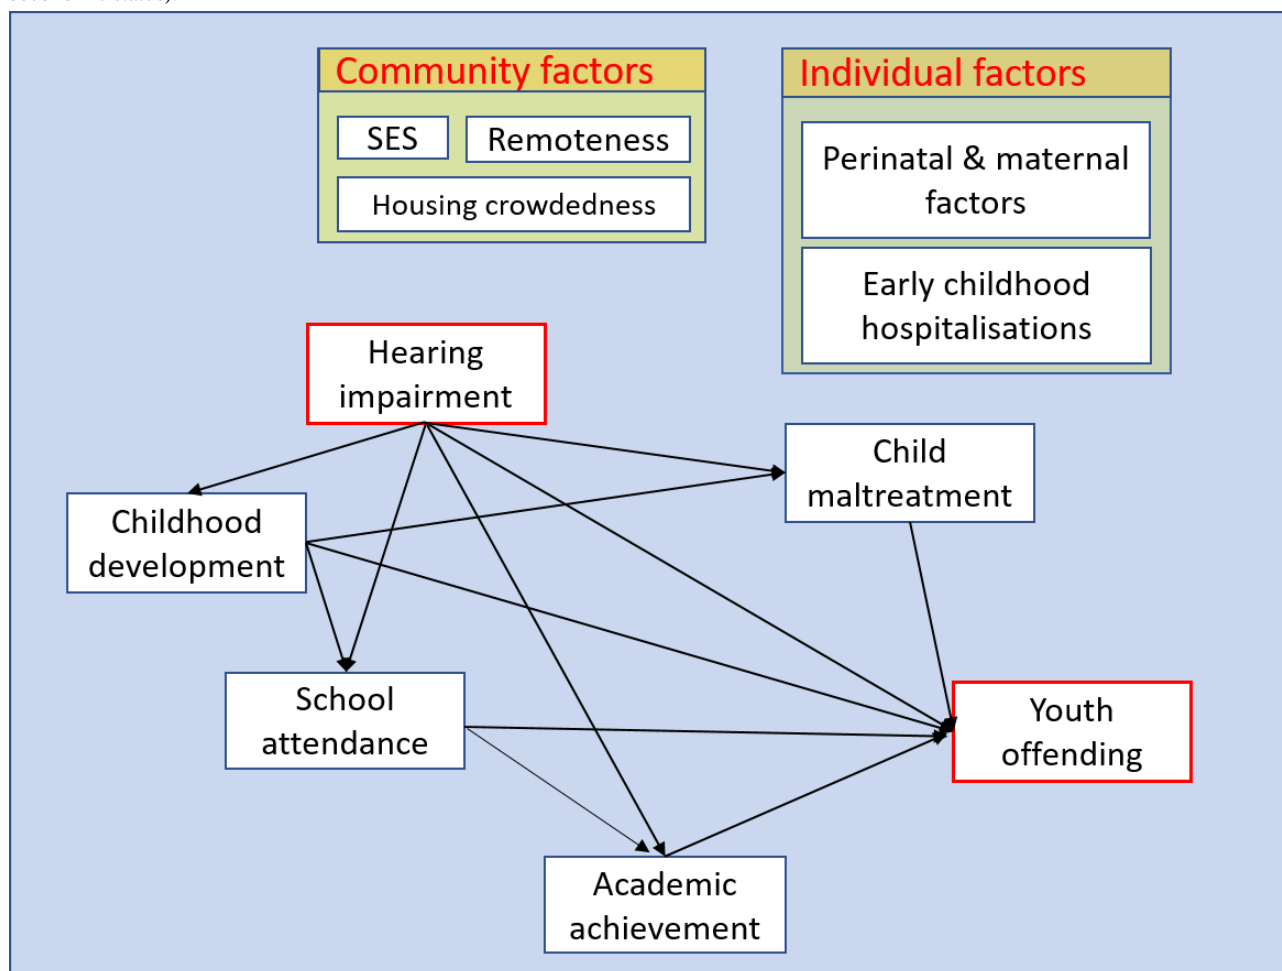 Community factors
SES
Remoteness
Housing crowdedness
Individual factors
Perinatal & maternal
factors
Early childhood
hospitalisations
Hearing
impairment
Child
maltreatment
Childhood
development
School
attendance
Youth
offending
Academic
achievement